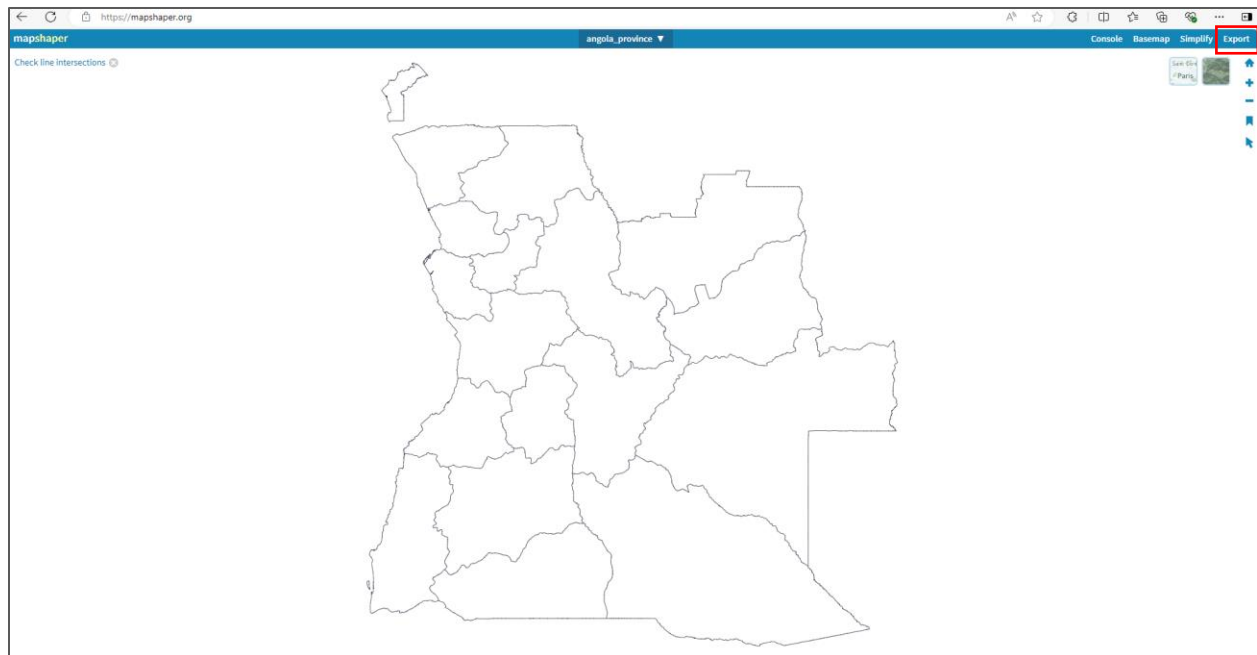 https://mapshaper.org
mapshaper
angola_province ▼
Console Basemap Simplify Export
Check line intersections
Paris